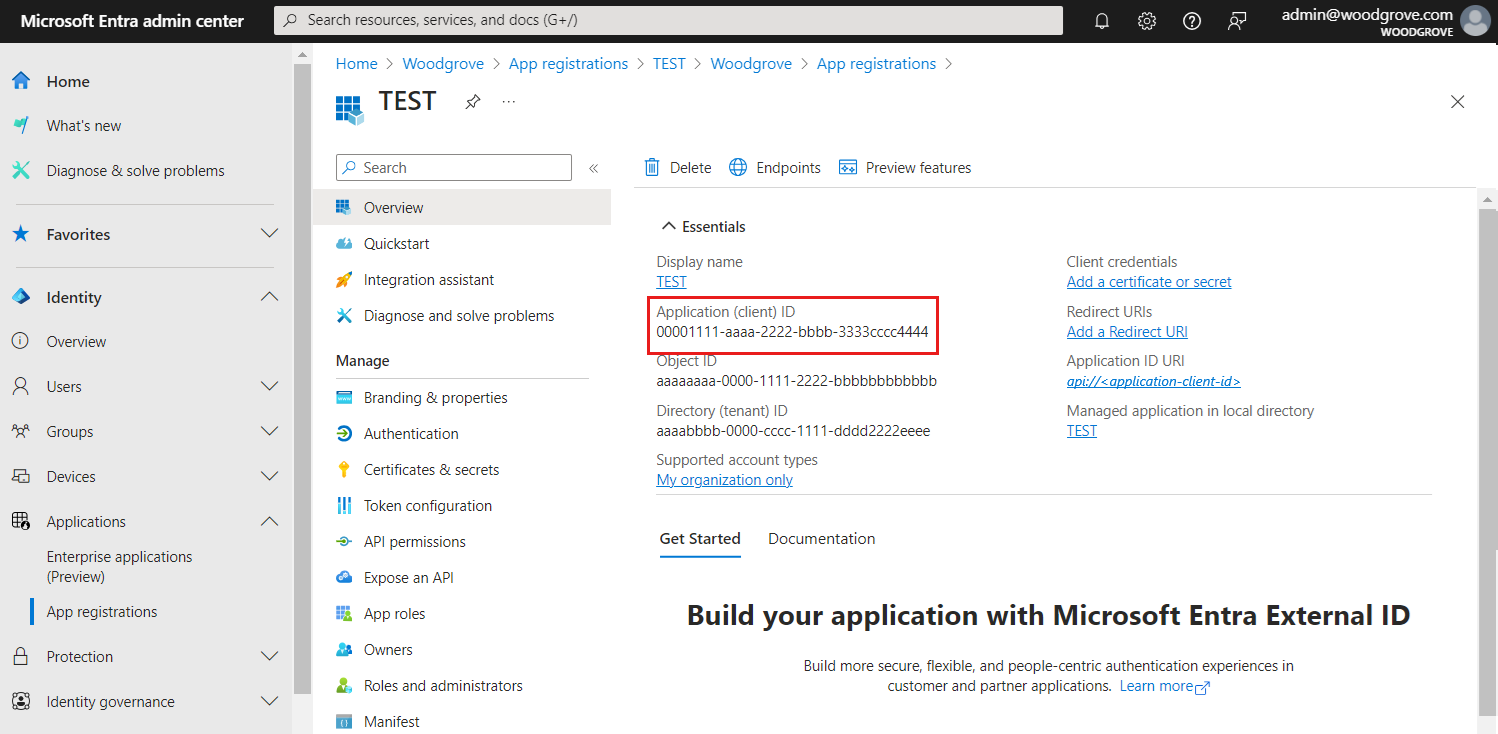 Microsoft Entra admin center
Search resources, services, and docs (G+/)
admin@woodgrove.com
WOODGROVE
Home
What's new
Diagnose & solve problems
Favorites
Identity
Overview
Users
Groups
Devices
Applications
Enterprise applications
(Preview)
App registrations
Protection
Identity governance
Home > Woodgrove > App registrations > TEST > Woodgrove > App registrations >
TEST
Search
Overview
Quickstart
Integration assistant
Diagnose and solve problems
Manage
Branding & properties
Authentication
Certificates & secrets
Token configuration
API permissions
Expose an API
App roles
Owners
Roles and administrators
Manifest
Delete Endpoints Preview features
Essentials
Display name
TEST
Application (client) ID
00001111-aaaa-2222-bbbb-3333cccc4444
Object ID
aaaaaaaa-0000-1111-2222-bbbbbbbbbbbb
Directory (tenant) ID
aaaabbbb-0000-cccc-1111-dddd2222eeee
Supported account types
My organization only
Client credentials
Add a certificate or secret
Redirect URIs
Add a Redirect URI
Application ID URI
api://<application-client-id>
Managed application in local directory
TEST
Get Started Documentation
Build your application with Microsoft Entra External ID
Build more secure, flexible, and people-centric authentication experiences in
customer and partner applications. Learn more